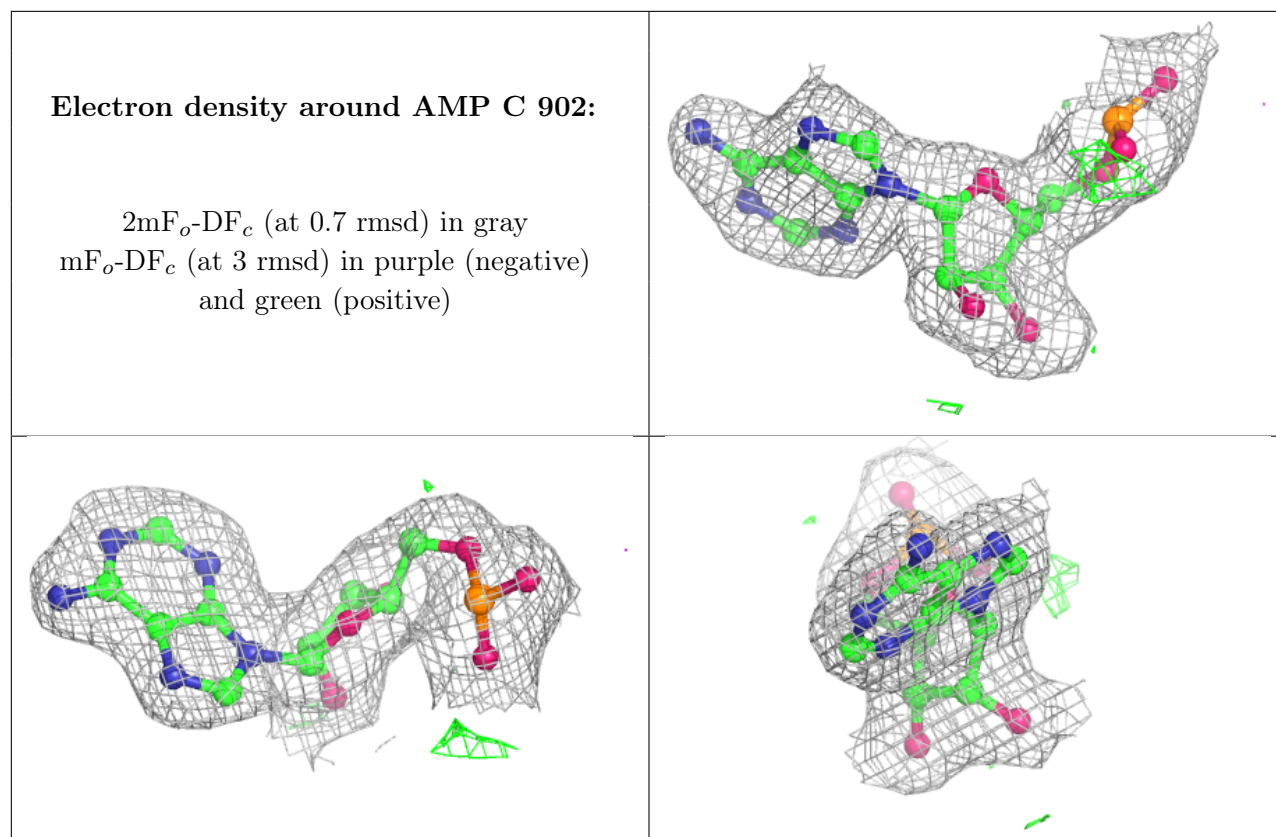 Electron density around AMP C 902:
2mFₒ-DF𝑐 (at 0.7 rmsd) in gray
mFₒ-DF𝑐 (at 3 rmsd) in purple (negative)
and green (positive)